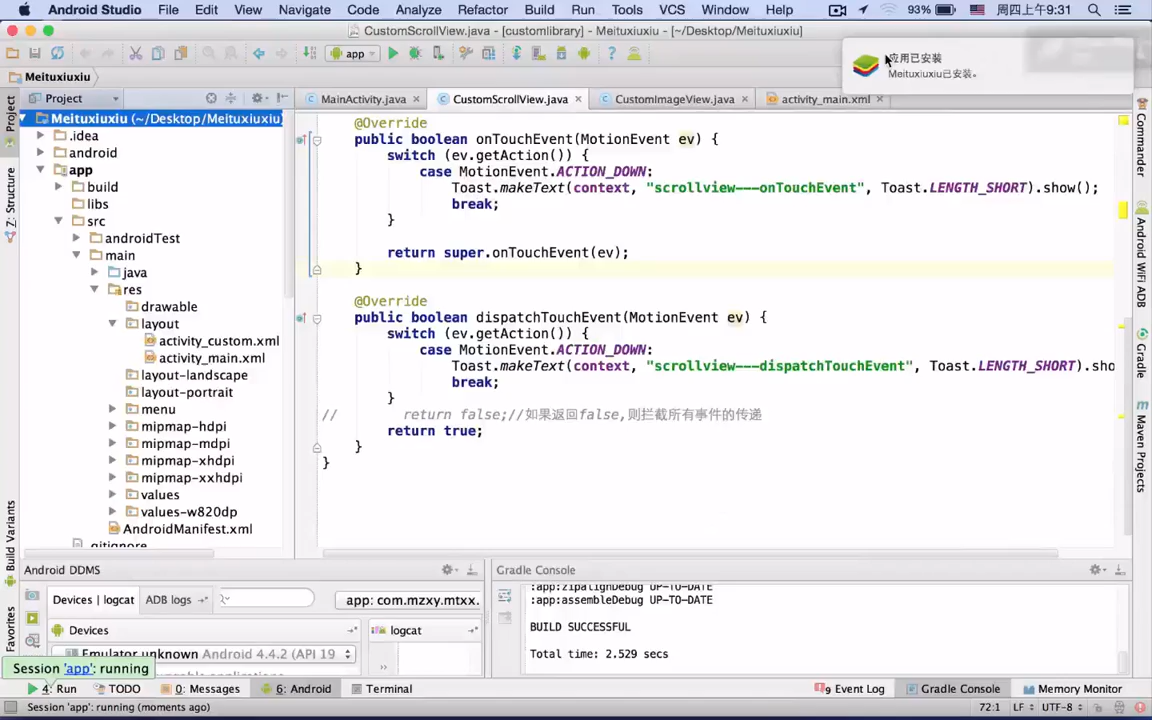 Android Studio File Edit View Navigate Code Analyze Refactor Build Run Tools VCS Window Help 93% 周四上午9:31
CustomScrollView.java - [customlibrary] - Meituxiuxiu - [~/Desktop/Meituxiuxiu]
app
应用已安装
Meituxiuxiu已安装。
Meituxiuxiu
Project
MainActivity.java
CustomScrollView.java
CustomImageView.java
activity_main.xml
Meituxiuxiu (~/Desktop/Meituxiuxiu)
.idea
android
app
build
libs
src
androidTest
main
java
res
drawable
layout
activity_custom.xml
activity_main.xml
layout-landscape
layout-portrait
menu
mipmap-hdpi
mipmap-mdpi
mipmap-xhdpi
mipmap-xxhdpi
values
values-w820dp
AndroidManifest.xml
.gitignore
@Override
public boolean onTouchEvent(MotionEvent ev) {
switch (ev.getAction()) {
case MotionEvent.ACTION_DOWN:
Toast.makeText(context, "scrollview---onTouchEvent", Toast.LENGTH_SHORT).show();
break;
}
return super.onTouchEvent(ev);
}
@Override
public boolean dispatchTouchEvent(MotionEvent ev) {
switch (ev.getAction()) {
case MotionEvent.ACTION_DOWN:
Toast.makeText(context, "scrollview---dispatchTouchEvent", Toast.LENGTH_SHORT).sho
break;
}
// return false;//如果返回false,则拦截所有事件的传递
return true;
}
}
1: Project
Z: Structure
Build Variants
Favorites
Commander
Android WiFi ADB
Gradle
Maven Projects
Android DDMS
Devices | logcat
ADB logs
app: com.mzxy.mtxx.
Devices
logcat
Emulator unknown Android 4.4.2 (API 19
Gradle Console
:app:zipalignDebug UP-TO-DATE
:app:assembleDebug UP-TO-DATE
BUILD SUCCESSFUL
Total time: 2.529 secs
Session 'app': running
4: Run TODO 0: Messages 6: Android Terminal 9 Event Log Gradle Console Memory Monitor
Session 'app': running (moments ago) 72:1 LF UTF-8